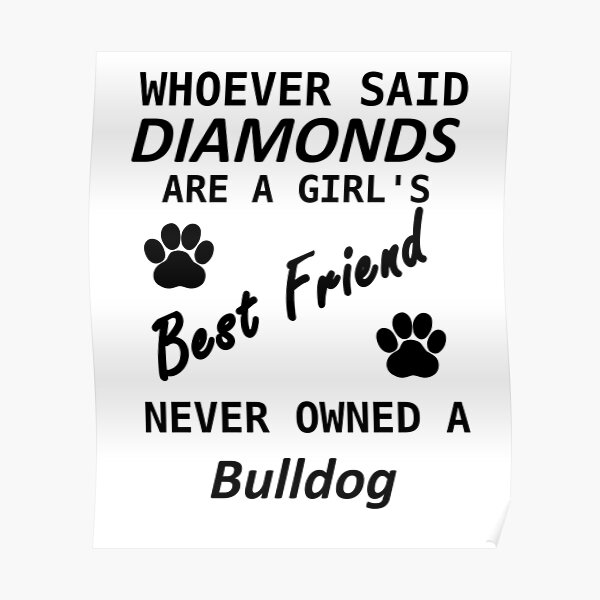 WHOEVER SAID
DIAMONDS
ARE A GIRL'S
Best Friend
NEVER OWNED A
Bulldog